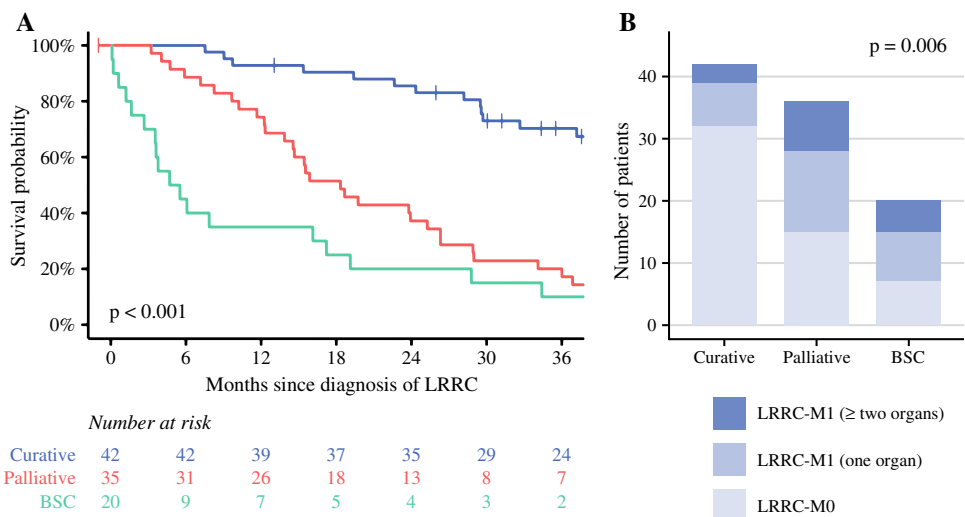 A
100%
80%
60%
40%
20%
0%
Survival probability
p < 0.001
0 6 12 18 24 30 36
Months since diagnosis of LRRC
Number at risk
Curative 42 42 39 37 35 29 24
Palliative 35 31 26 18 13 8 7
BSC 20 9 7 5 4 3 2
B
p = 0.006
40
30
20
10
0
Number of patients
Curative Palliative BSC
LRRC-M1 (≥ two organs)
LRRC-M1 (one organ)
LRRC-M0